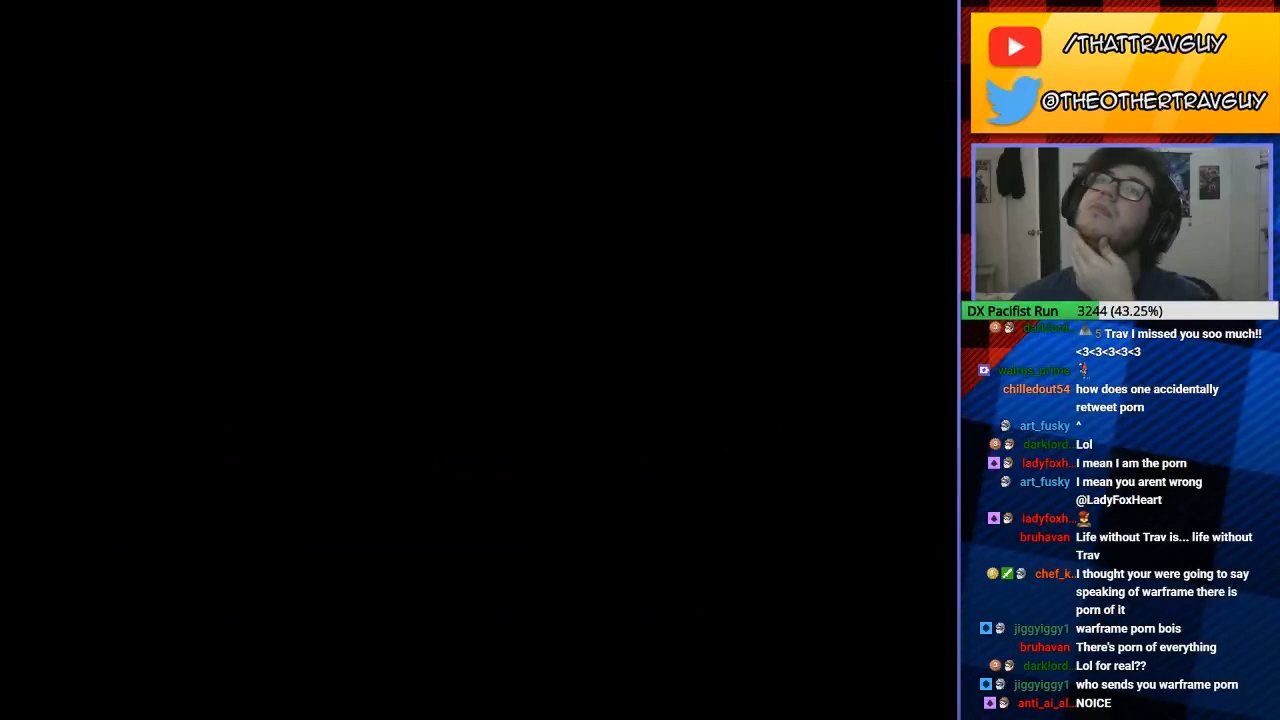 /THATTRAVGUY
@THEOTHERTRAVGUY
DX Pacifist Run 3244 (43.25%)
darklord.. 5 Trav I missed you soo much!!
<3<3<3<3<3
chilledout54 how does one accidentally
retweet porn
art_fusky ^
darklord.. Lol
ladyfoxh... I mean I am the porn
art_fusky I mean you arent wrong
@LadyFoxHeart
ladyfoxh...
bruhavan Life without Trav is... life without
Trav
chef_k.. I thought your were going to say
speaking of warframe there is
porn of it
jiggyiggy1 warframe porn bois
bruhavan There's porn of everything
darklord.. Lol for real??
jiggyiggy1 who sends you warframe porn
anti_ai_al... NOICE